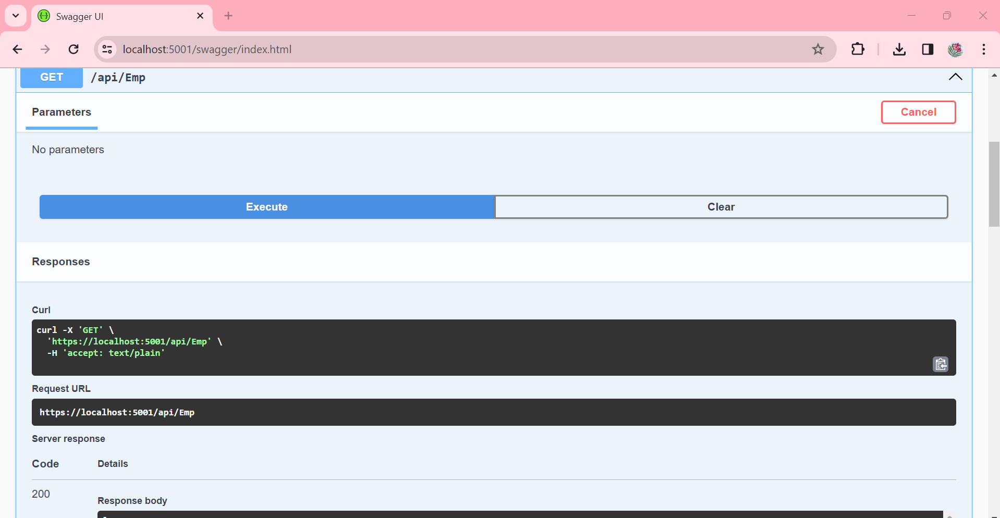 Swagger UI
localhost:5001/swagger/index.html
GET /api/Emp
Parameters
Cancel
No parameters
Execute
Clear
Responses
Curl
curl -X 'GET' \
  'https://localhost:5001/api/Emp' \
  -H 'accept: text/plain'
Request URL
https://localhost:5001/api/Emp
Server response
Code Details
200
Response body